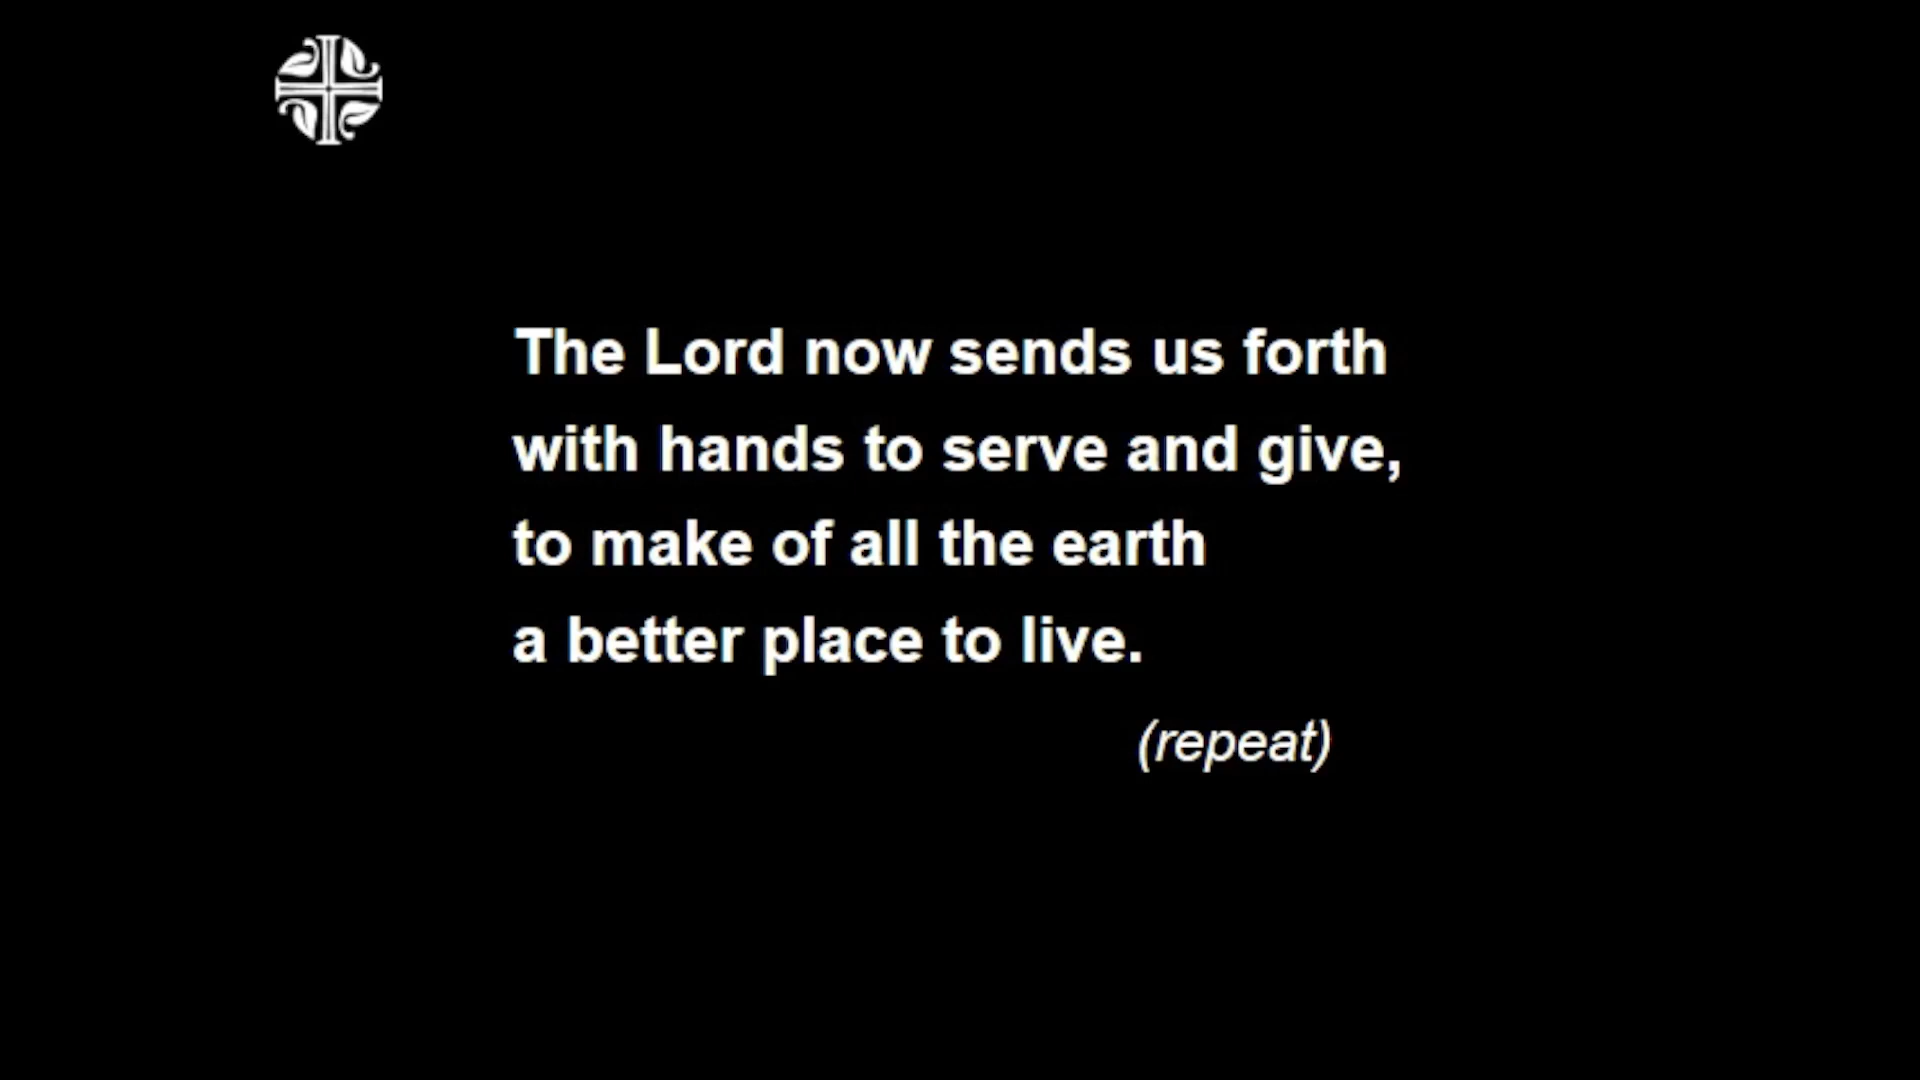 The Lord now sends us forth
with hands to serve and give,
to make of all the earth
a better place to live.
(repeat)